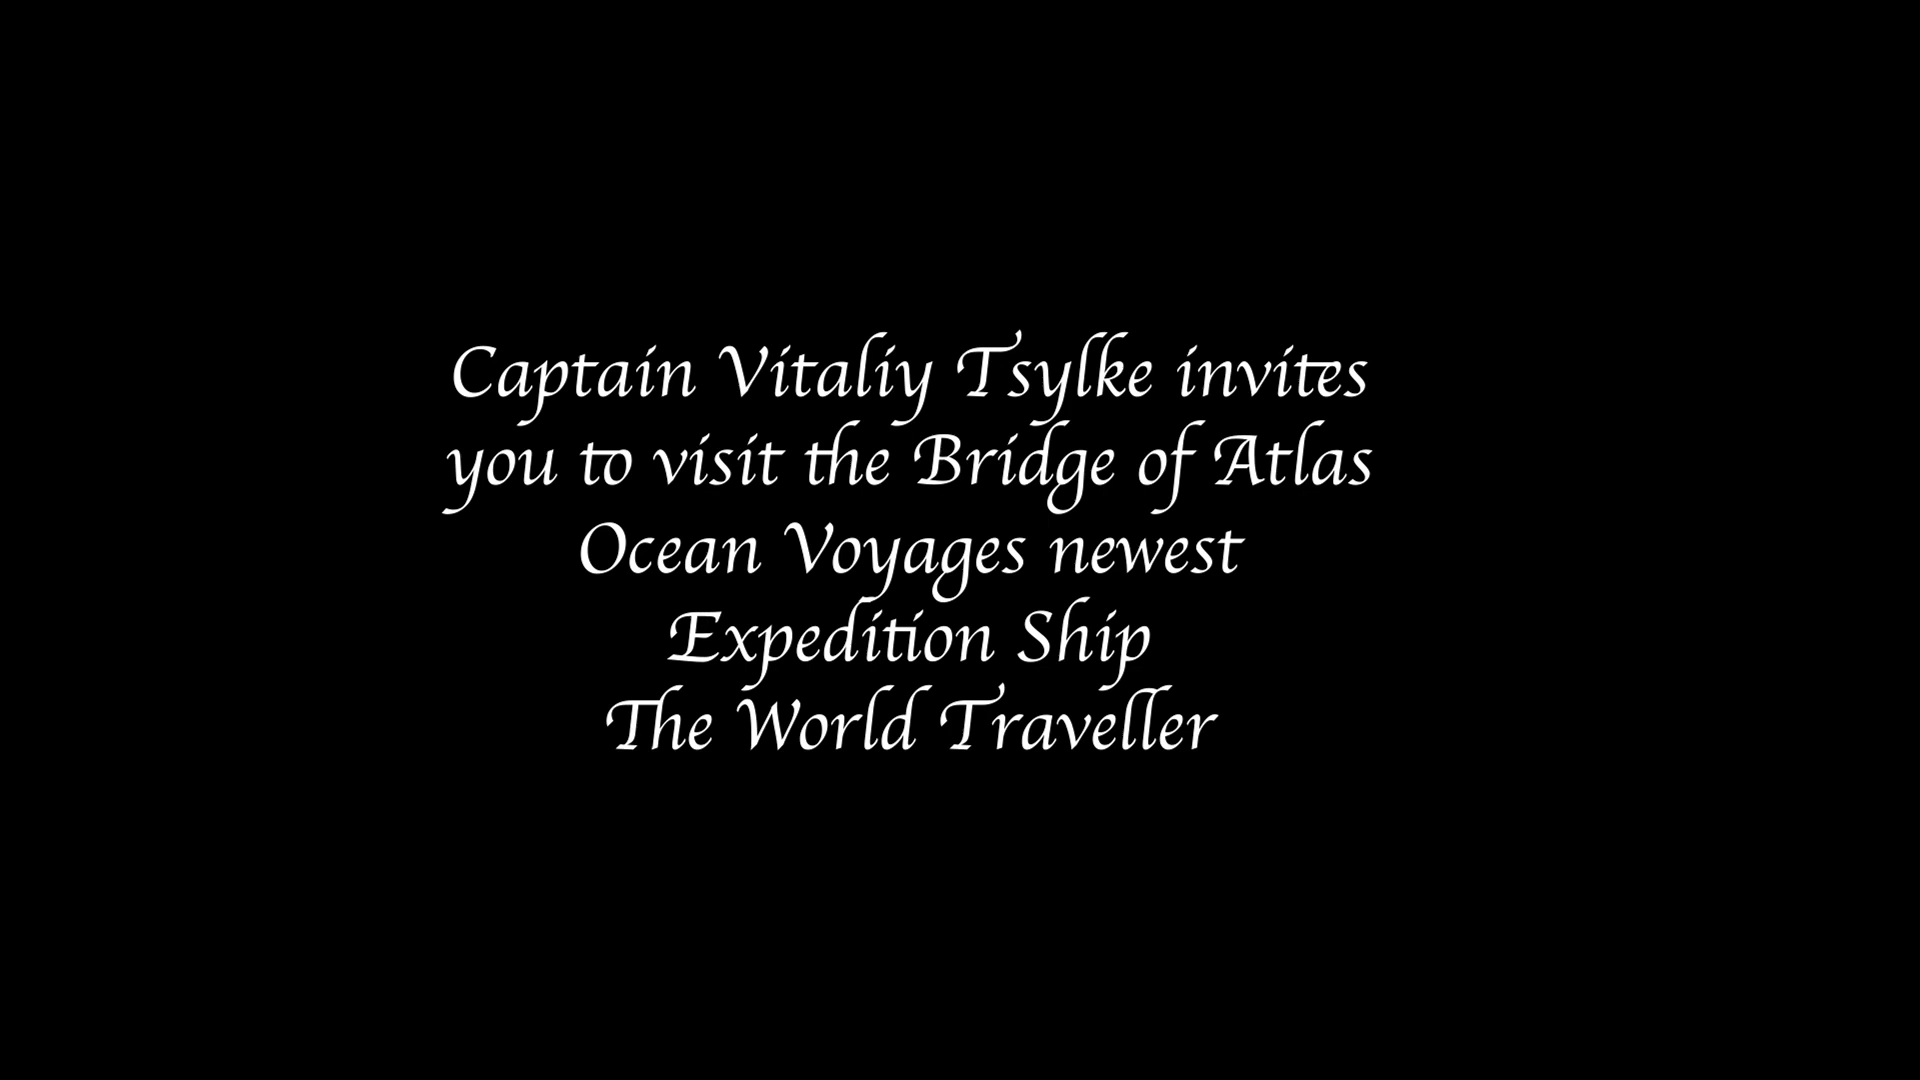 Captain Vitaliy Tsylke invites
you to visit the Bridge of Atlas
Ocean Voyages newest
Expedition Ship
The World Traveller